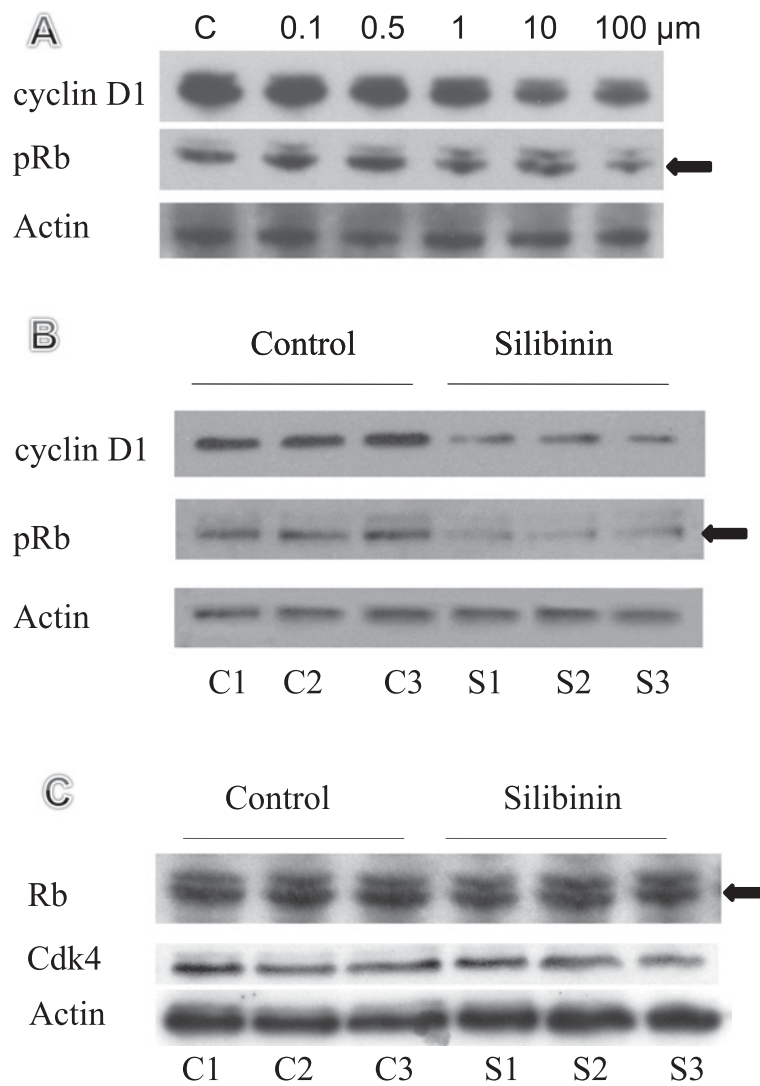 A
C 0.1 0.5 1 10 100 μm
cyclin D1
pRb
Actin
B
Control Silibinin
cyclin D1
pRb
Actin
C1 C2 C3 S1 S2 S3
C
Control Silibinin
Rb
Cdk4
Actin
C1 C2 C3 S1 S2 S3